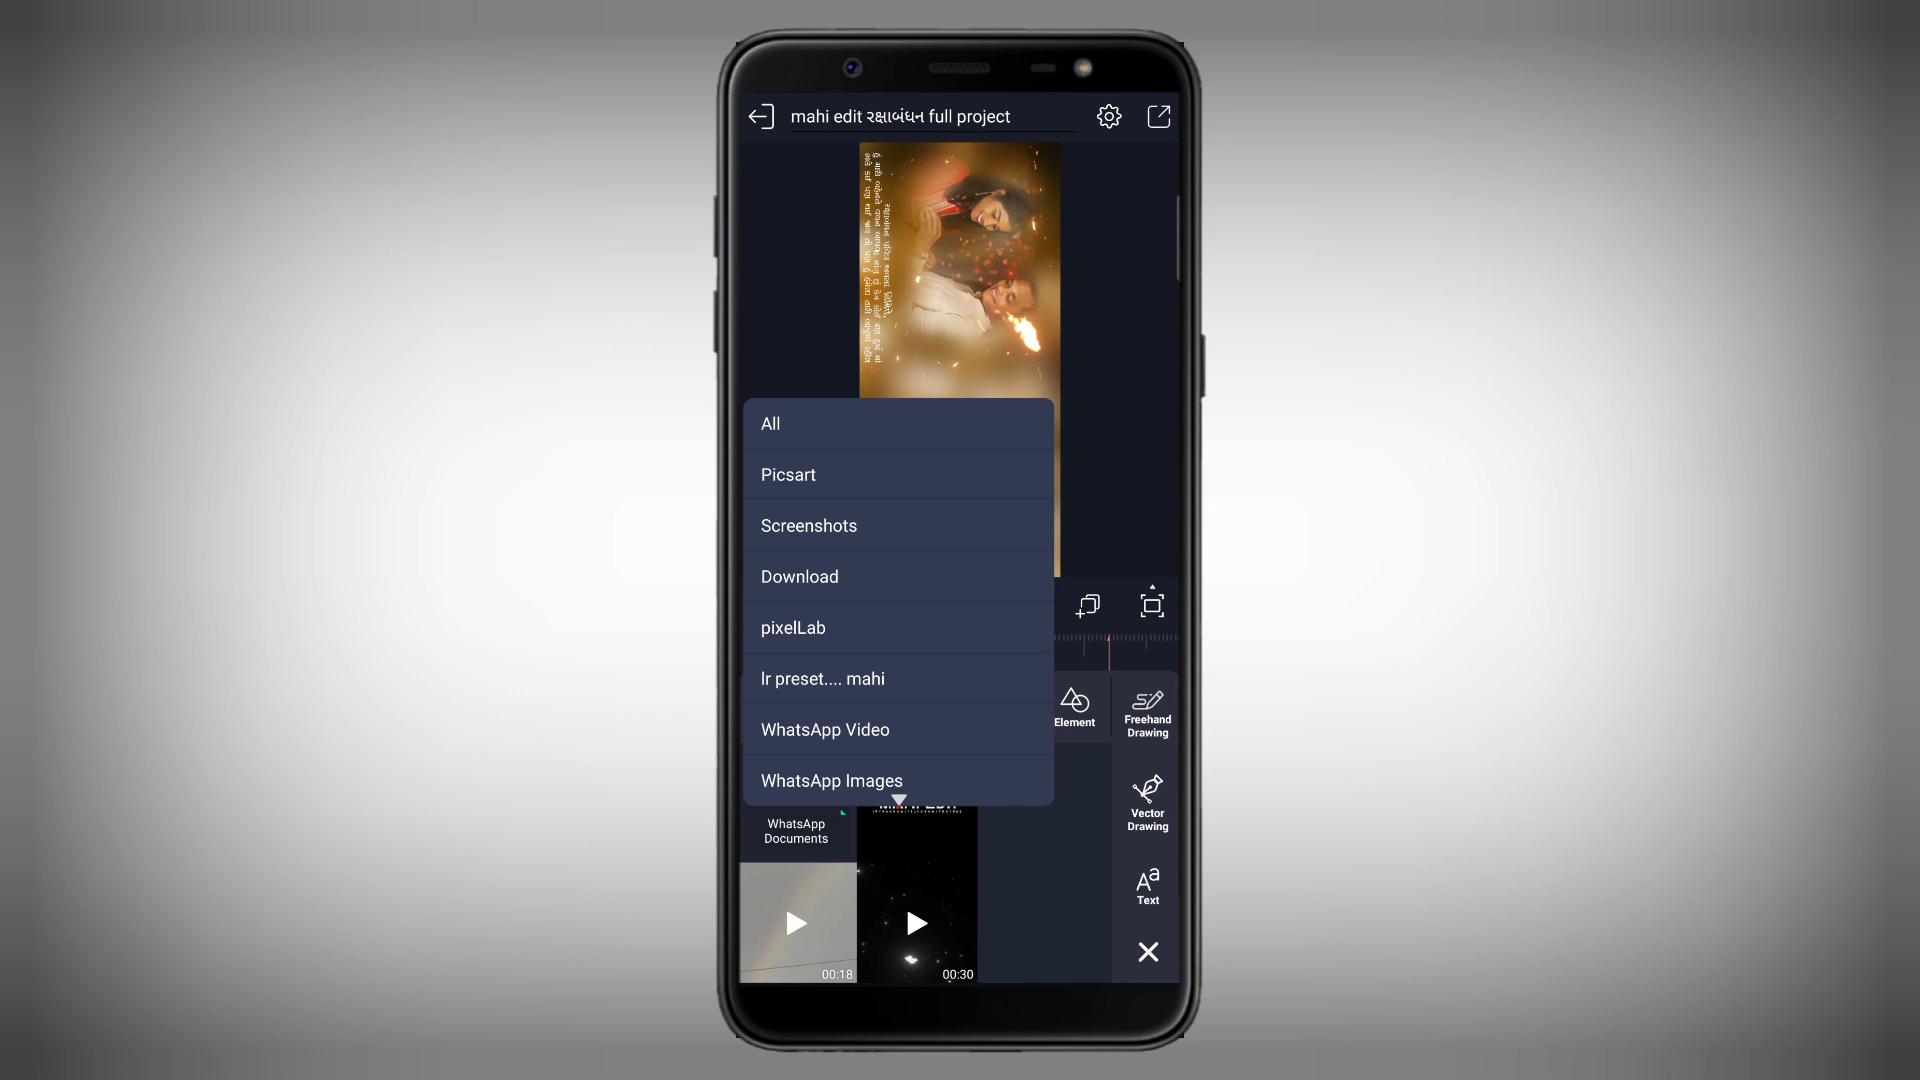 mahi edit રક્ષાબંધન full project
All
Picsart
Screenshots
Download
pixelLab
lr preset.... mahi
WhatsApp Video
WhatsApp Images
Element
Freehand
Drawing
Vector
Drawing
Text
WhatsApp
Documents
00:18
00:30